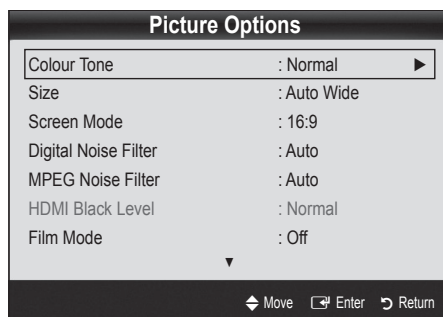 Picture Options
Colour Tone : Normal ►
Size : Auto Wide
Screen Mode : 16:9
Digital Noise Filter : Auto
MPEG Noise Filter : Auto
HDMI Black Level : Normal
Film Mode : Off
▼
Move Enter Return